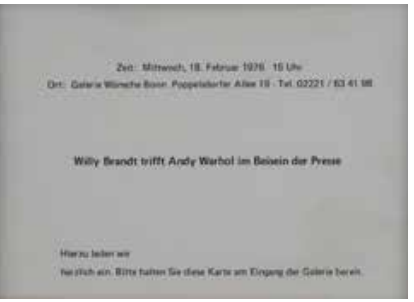 Zeit: Mittwoch, 18. Februar 1976 15 Uhr
Ort: Galerie Wünsche Bonn Poppelsdorfer Allee 19 - Tel. 02221 / 63 41 98
Willy Brandt trifft Andy Warhol im Beisein der Presse
Hierzu laden wir
herzlich ein. Bitte halten Sie diese Karte am Eingang der Galerie bereit.